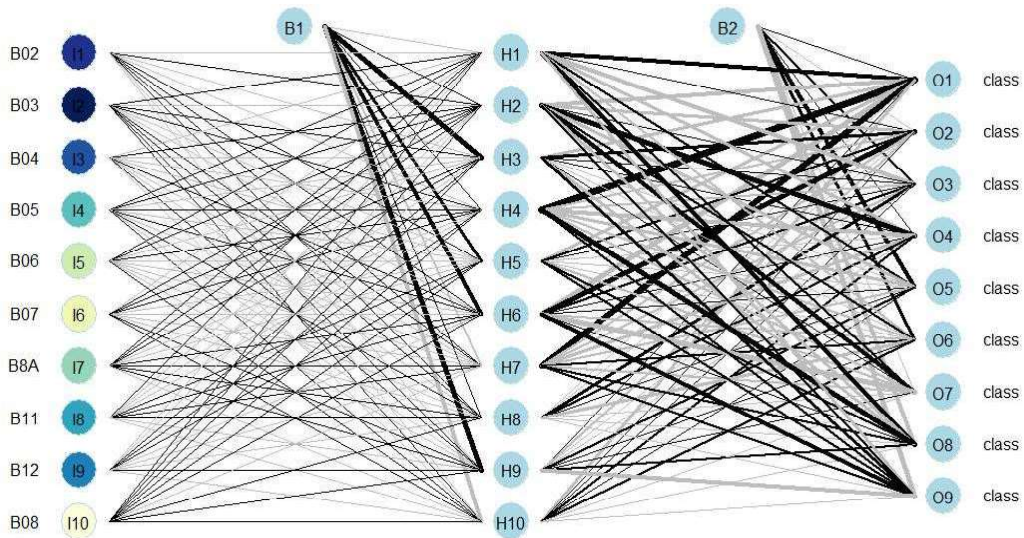 B1 B2
B02 I1 H1
O1 class
B03 I2 H2
O2 class
B04 I3 H3
O3 class
B05 I4 H4
O4 class
B06 I5 H5
O5 class
B07 I6 H6
O6 class
B8A I7 H7
O7 class
B11 I8 H8
O8 class
B12 I9 H9
O9 class
B08 I10 H10